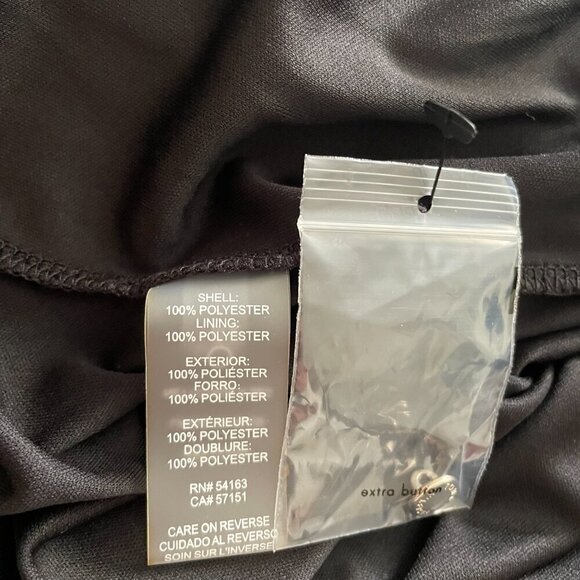 SHELL:
100% POLYESTER
LINING:
100% POLYESTER
EXTERIOR:
100% POLIÉSTER
FORRO:
100% POLIÉSTER
EXTÉRIEUR:
100% POLYESTER
DOUBLURE:
100% POLYESTER
RN# 54163
CA# 57151
CARE ON REVERSE
CUIDADO AL REVERSO
SOIN SUR L'INVERSE
extra button